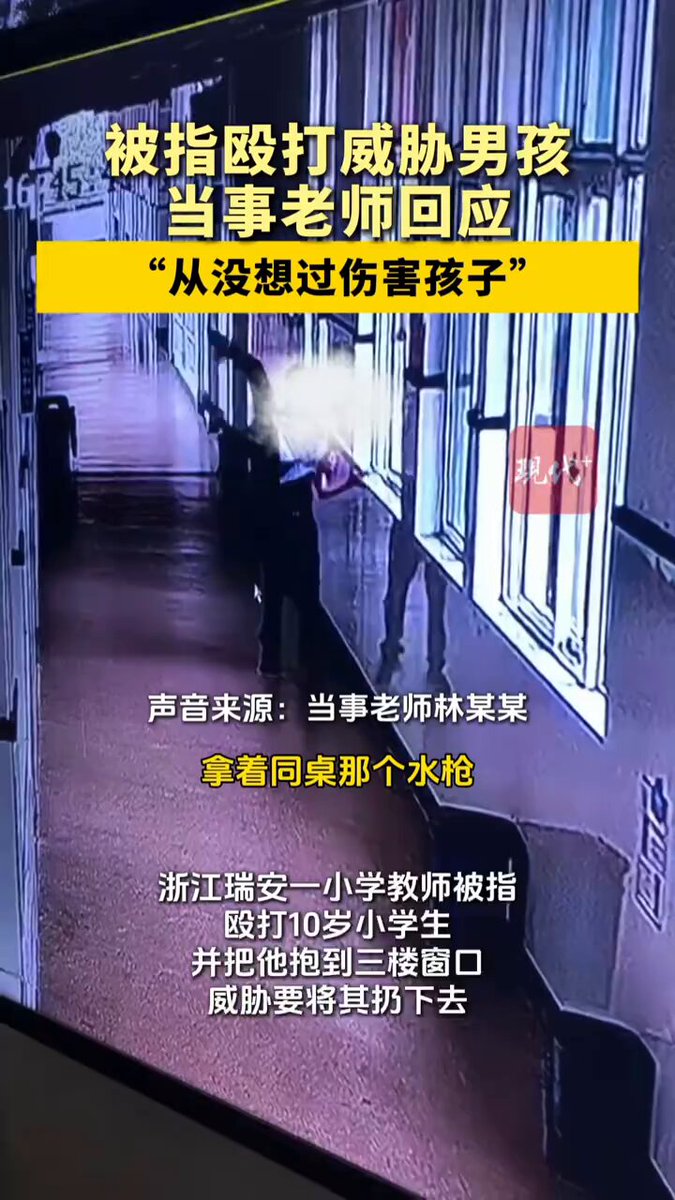 被指殴打威胁男孩
当事老师回应
“从没想过伤害孩子”
現代+
声音来源：当事老师林某某
拿着同桌那个水枪
浙江瑞安一小学教师被指
殴打10岁小学生
并把他抱到三楼窗口
威胁要将其扔下去